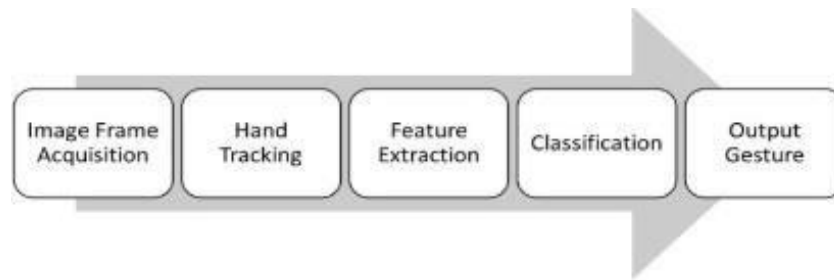 Image Frame
Acquisition
Hand
Tracking
Feature
Extraction
Classification
Output
Gesture